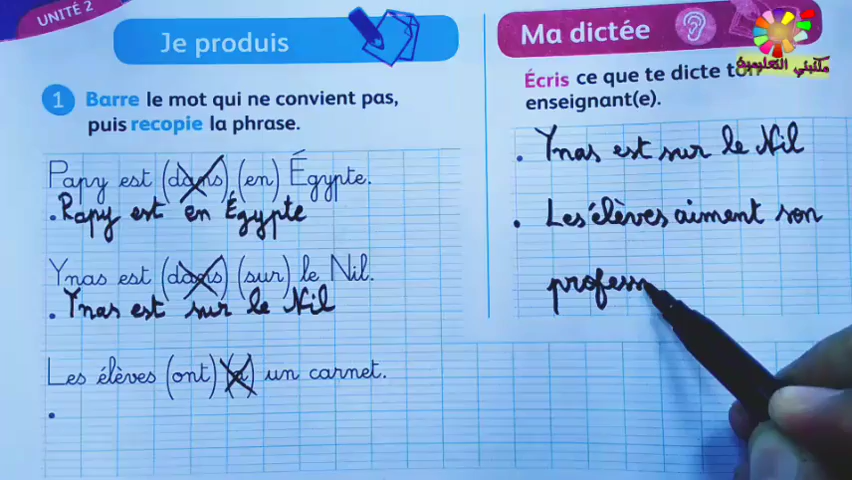 UNITÉ 2
Je produis
1 Barre le mot qui ne convient pas,
puis recopie la phrase.
Papy est (dans) (en) Égypte.
. Papy est en Égypte
Ynas est (dans) (sur) le Nil.
. Ynas est sur le Nil
Les élèves (ont) (a) un carnet.
.
Ma dictée
مكتبتي التعليمية
Écris ce que te dicte ton
enseignant(e).
. Ynas est sur le Nil
. Les élèves aiment son
profess